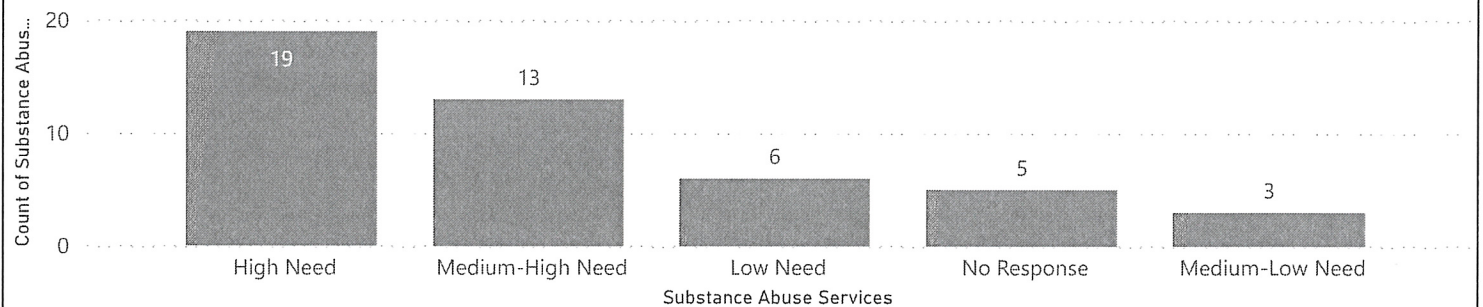 Count of Substance Abus...
20
10
0
19
13
6
5
3
High Need
Medium-High Need
Low Need
No Response
Medium-Low Need
Substance Abuse Services